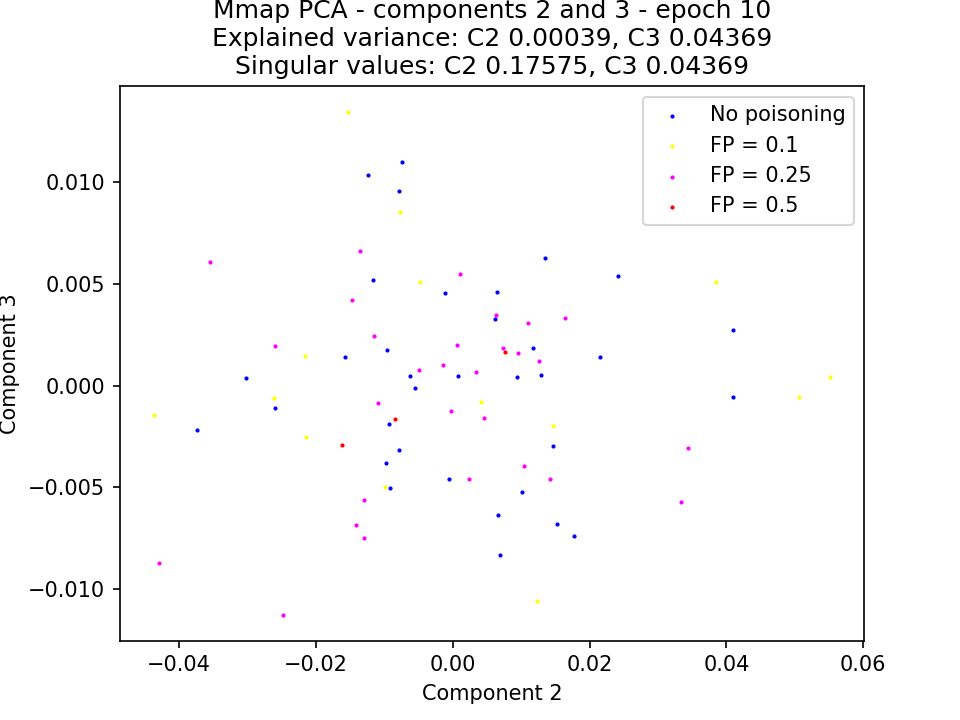 Mmap PCA - components 2 and 3 - epoch 10
Explained variance: C2 0.00039, C3 0.04369
Singular values: C2 0.17575, C3 0.04369
No poisoning
FP = 0.1
FP = 0.25
FP = 0.5
0.010
0.005
0.000
−0.005
−0.010
Component 3
−0.04
−0.02
0.00
0.02
0.04
0.06
Component 2